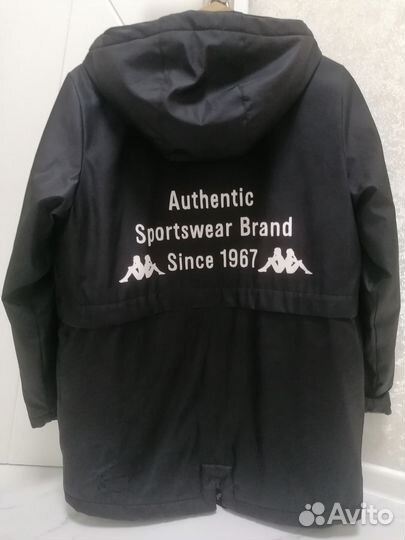 Authentic
Sportswear Brand
Since 1967
Avito